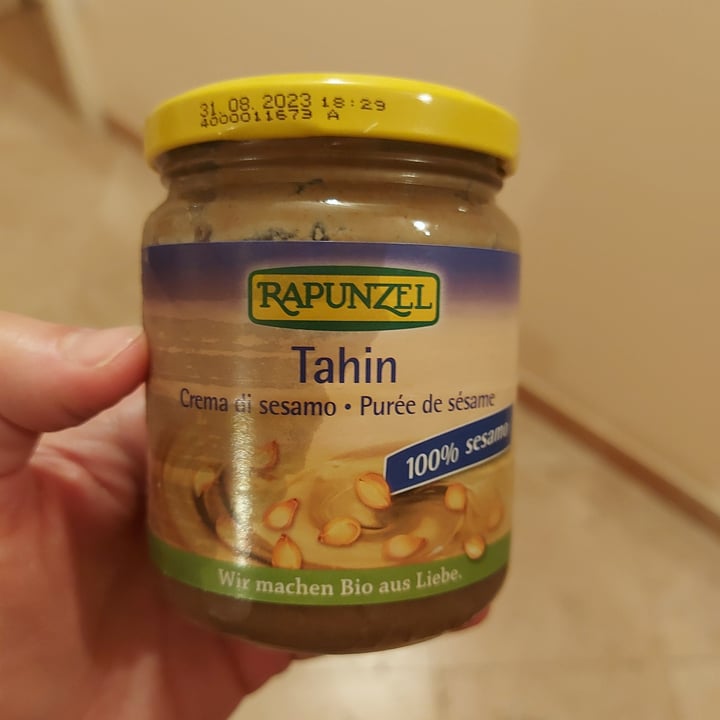 31.08.2023 18:29
4000011673 A
RAPUNZEL
Tahin
Crema di sesamo • Purée de sésame
100% sesamo
Wir machen Bio aus Liebe.